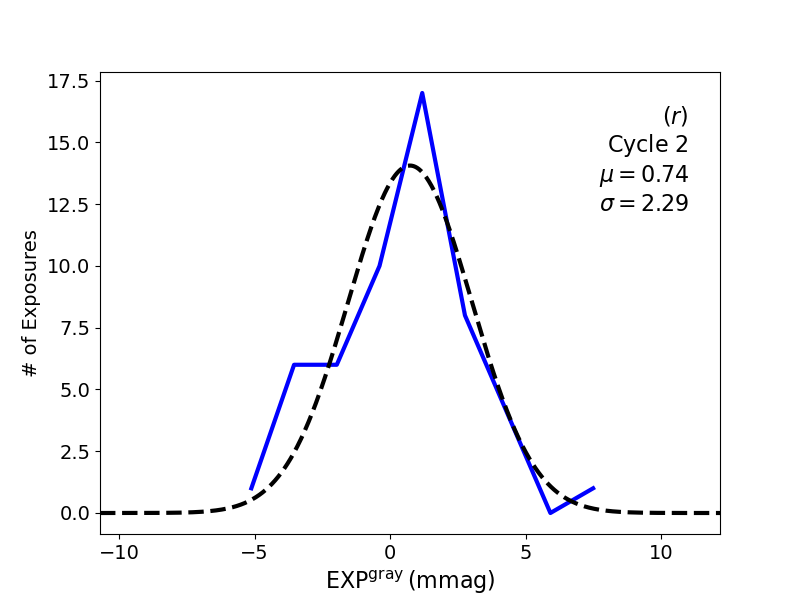 17.5
15.0
12.5
10.0
7.5
5.0
2.5
0.0
# of Exposures
(r)
Cycle 2
μ = 0.74
σ = 2.29
−10
−5
0
5
10
EXP^gray (mmag)